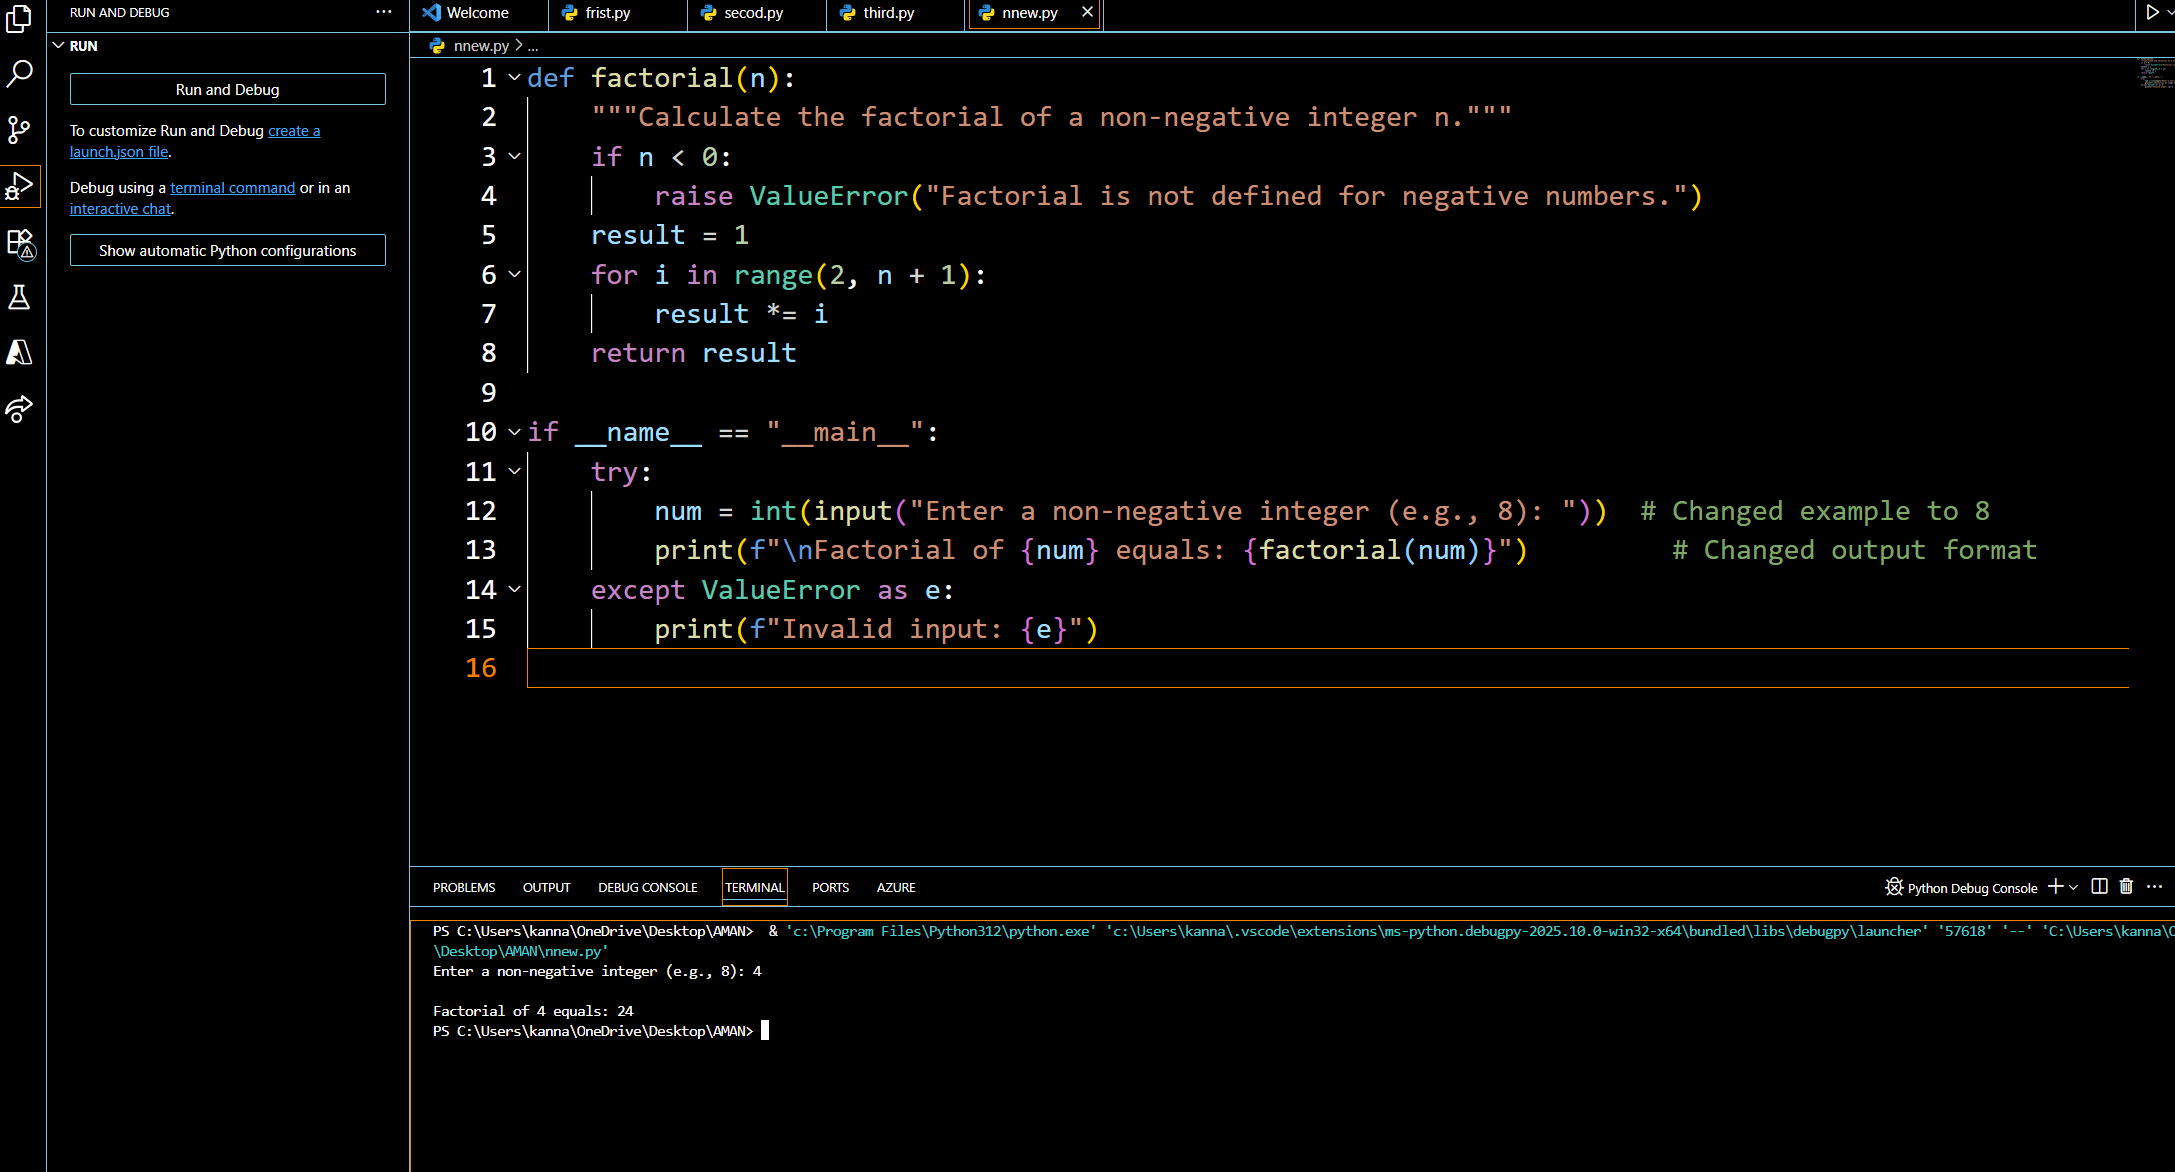 RUN AND DEBUG ···
RUN
Run and Debug
To customize Run and Debug create a
launch.json file.
Debug using a terminal command or in an
interactive chat.
Show automatic Python configurations
Welcome frist.py secod.py third.py nnew.py
nnew.py > ...
1 def factorial(n):
2     """Calculate the factorial of a non-negative integer n."""
3     if n < 0:
4         raise ValueError("Factorial is not defined for negative numbers.")
5     result = 1
6     for i in range(2, n + 1):
7         result *= i
8     return result
9
10 if __name__ == "__main__":
11     try:
12         num = int(input("Enter a non-negative integer (e.g., 8): "))  # Changed example to 8
13         print(f"\nFactorial of {num} equals: {factorial(num)}")         # Changed output format
14     except ValueError as e:
15         print(f"Invalid input: {e}")
16
PROBLEMS OUTPUT DEBUG CONSOLE TERMINAL PORTS AZURE Python Debug Console
PS C:\Users\kanna\OneDrive\Desktop\AMAN>  & 'c:\Program Files\Python312\python.exe' 'c:\Users\kanna\.vscode\extensions\ms-python.debugpy-2025.10.0-win32-x64\bundled\libs\debugpy\launcher' '57618' '--' 'C:\Users\kanna\O
\Desktop\AMAN\nnew.py'
Enter a non-negative integer (e.g., 8): 4
Factorial of 4 equals: 24
PS C:\Users\kanna\OneDrive\Desktop\AMAN>